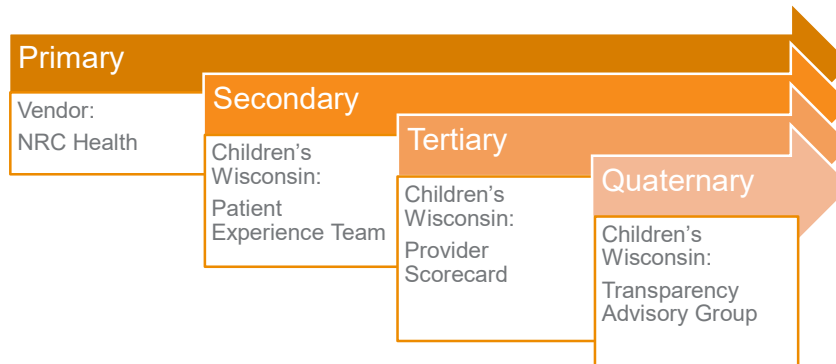 Primary
Vendor:
NRC Health
Secondary
Children’s
Wisconsin:
Patient
Experience Team
Tertiary
Children’s
Wisconsin:
Provider
Scorecard
Quaternary
Children’s
Wisconsin:
Transparency
Advisory Group